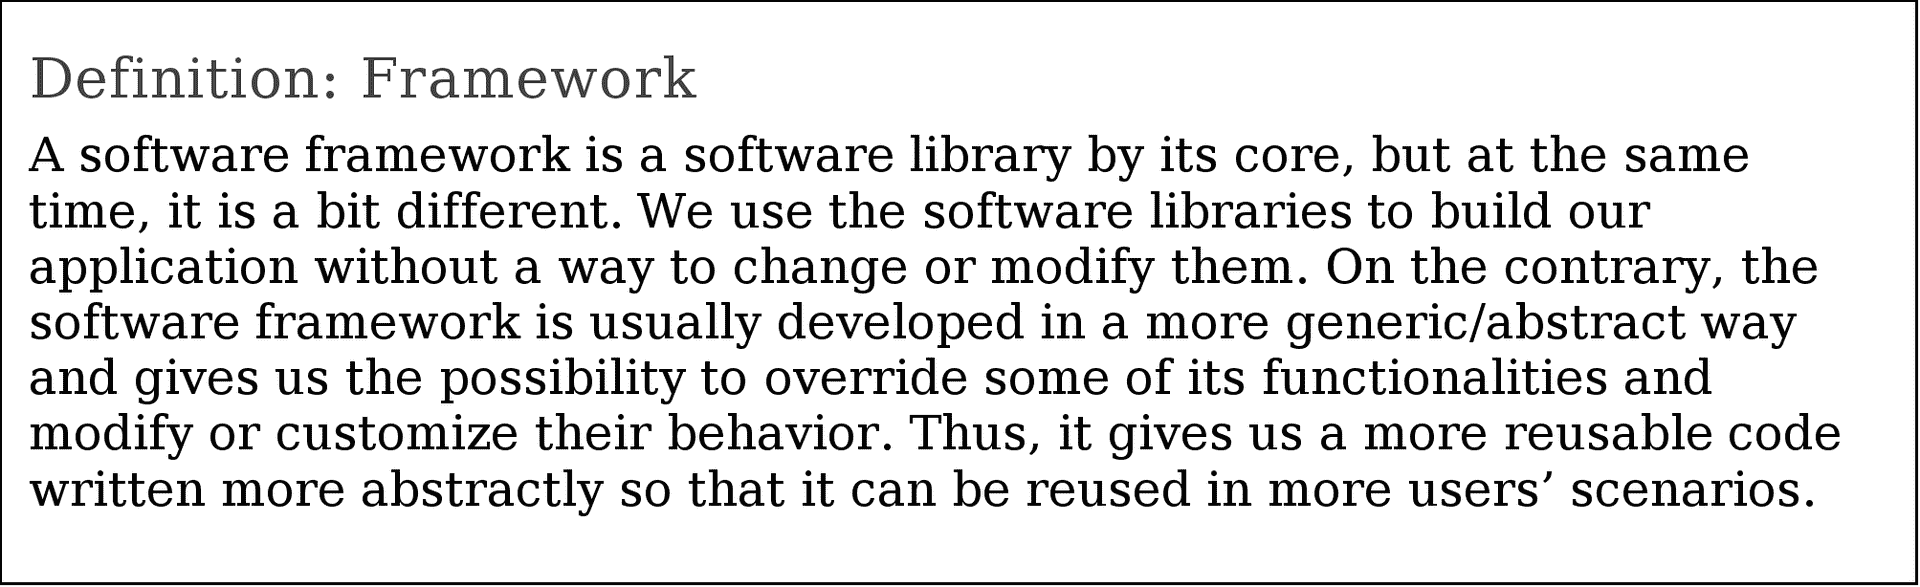 Definition: Framework
A software framework is a software library by its core, but at the same
time, it is a bit different. We use the software libraries to build our
application without a way to change or modify them. On the contrary, the
software framework is usually developed in a more generic/abstract way
and gives us the possibility to override some of its functionalities and
modify or customize their behavior. Thus, it gives us a more reusable code
written more abstractly so that it can be reused in more users’ scenarios.